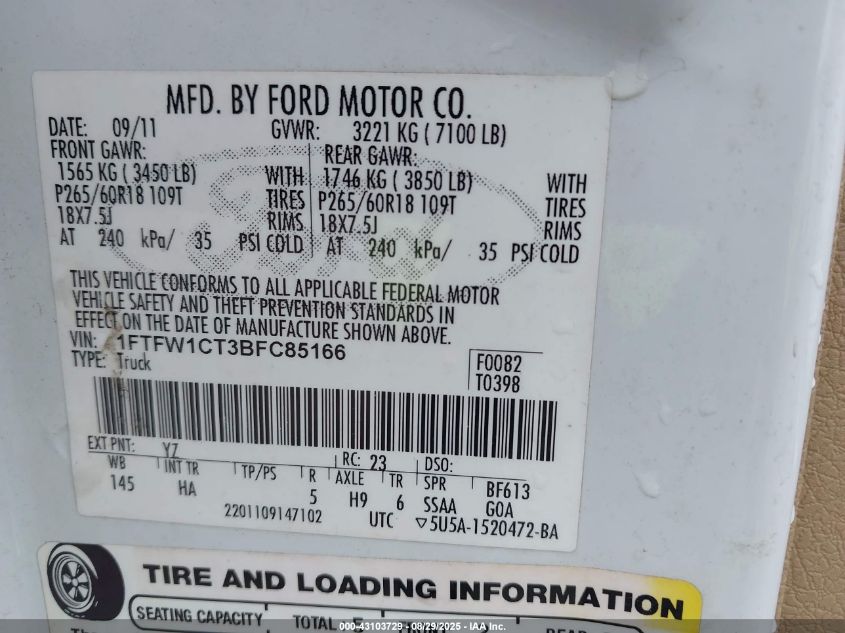 MFD. BY FORD MOTOR CO.
DATE: 09/11 GVWR: 3221 KG ( 7100 LB)
FRONT GAWR: REAR GAWR:
1565 KG ( 3450 LB) WITH 1746 KG ( 3850 LB) WITH
P265/60R18 109T TIRES P265/60R18 109T TIRES
18X7.5J RIMS 18X7.5J RIMS
AT 240 kPa/ 35 PSI COLD AT 240 kPa/ 35 PSI COLD
THIS VEHICLE CONFORMS TO ALL APPLICABLE FEDERAL MOTOR
VEHICLE SAFETY AND THEFT PREVENTION STANDARDS IN
EFFECT ON THE DATE OF MANUFACTURE SHOWN ABOVE.
VIN: 1FTFW1CT3BFC85166
TYPE: Truck
F0082
T0398
EXT PNT: YZ RC: 23 DSO:
WB INT TR TP/PS R AXLE TR SPR BF613
145 HA 5 H9 6 SSAA GOA
2201109147102 UTC ▽5U5A-1520472-BA
TIRE AND LOADING INFORMATION
SEATING CAPACITY TOTAL
000-43103729 - 08/29/2025 - IAA Inc.